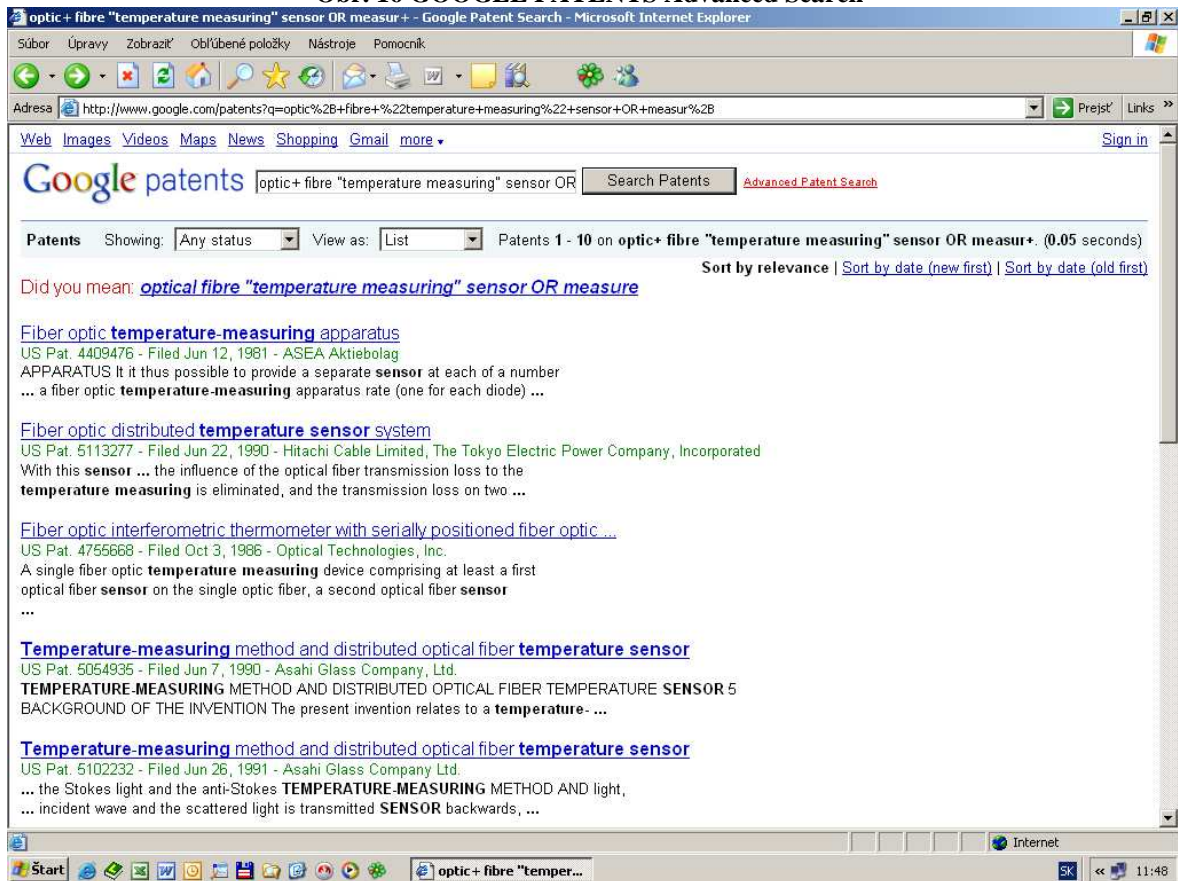 Obr. 10 GOOGLE PATENTS Advanced Search
optic+ fibre "temperature measuring" sensor OR measur+ - Google Patent Search - Microsoft Internet Explorer
Súbor Úpravy Zobraziť Obľúbené položky Nástroje Pomocník
Adresa http://www.google.com/patents?q=optic%2B+fibre+%22temperature+measuring%22+sensor+OR+measur%2B Prejsť Links »
Web Images Videos Maps News Shopping Gmail more Sign in
Google patents optic+ fibre "temperature measuring" sensor OR Search Patents Advanced Patent Search
Patents Showing: Any status View as: List Patents 1 - 10 on optic+ fibre "temperature measuring" sensor OR measur+. (0.05 seconds)
Sort by relevance | Sort by date (new first) | Sort by date (old first)
Did you mean: optical fibre "temperature measuring" sensor OR measure
Fiber optic temperature-measuring apparatus
US Pat. 4409476 - Filed Jun 12, 1981 - ASEA Aktiebolag
APPARATUS It it thus possible to provide a separate sensor at each of a number
... a fiber optic temperature-measuring apparatus rate (one for each diode) ...
Fiber optic distributed temperature sensor system
US Pat. 5113277 - Filed Jun 22, 1990 - Hitachi Cable Limited, The Tokyo Electric Power Company, Incorporated
With this sensor ... the influence of the optical fiber transmission loss to the
temperature measuring is eliminated, and the transmission loss on two ...
Fiber optic interferometric thermometer with serially positioned fiber optic ...
US Pat. 4755668 - Filed Oct 3, 1986 - Optical Technologies, Inc.
A single fiber optic temperature measuring device comprising at least a first
optical fiber sensor on the single optic fiber, a second optical fiber sensor
...
Temperature-measuring method and distributed optical fiber temperature sensor
US Pat. 5054935 - Filed Jun 7, 1990 - Asahi Glass Company, Ltd.
TEMPERATURE-MEASURING METHOD AND DISTRIBUTED OPTICAL FIBER TEMPERATURE SENSOR 5
BACKGROUND OF THE INVENTION The present invention relates to a temperature- ...
Temperature-measuring method and distributed optical fiber temperature sensor
US Pat. 5102232 - Filed Jun 26, 1991 - Asahi Glass Company Ltd.
... the Stokes light and the anti-Stokes TEMPERATURE-MEASURING METHOD AND light,
... incident wave and the scattered light is transmitted SENSOR backwards, ...
Internet
Štart optic+ fibre "temper... SK « 11:48